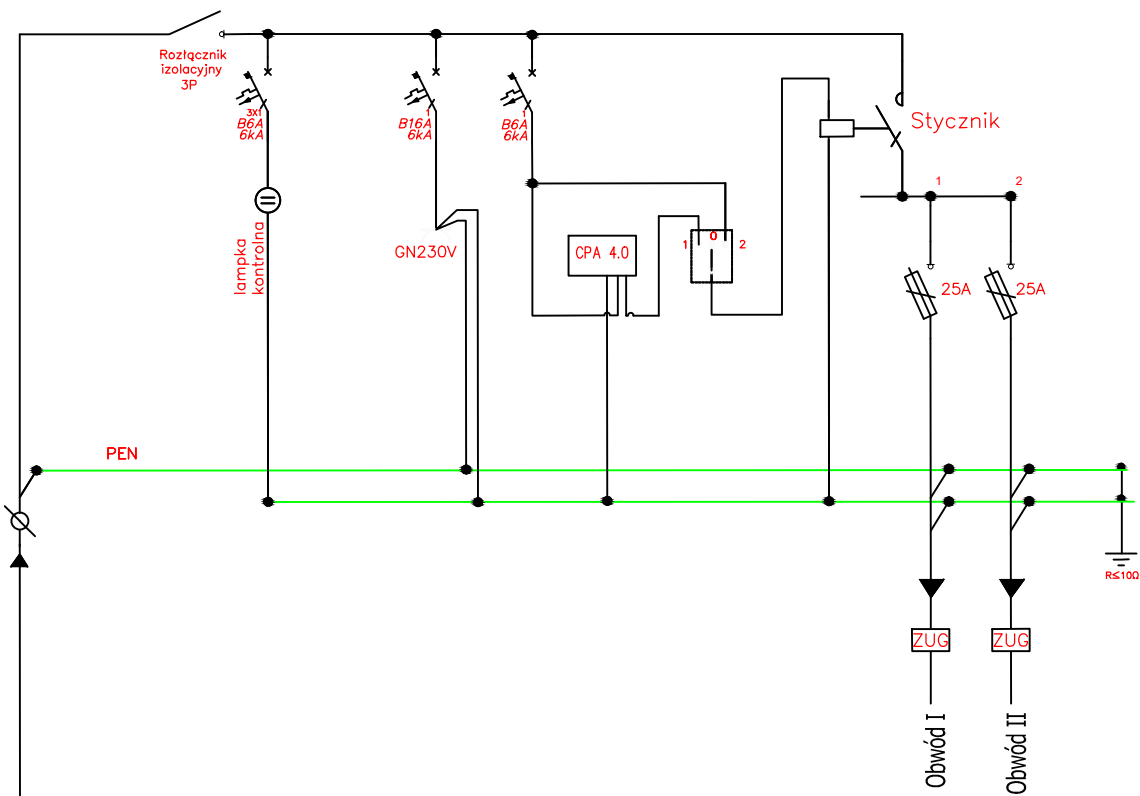 Rozłącznik
izolacyjny
3P
3x1
B6A
6kA
1
B16A
6kA
1
B6A
6kA
Stycznik
1
2
lampka
kontrolna
GN230V
CPA 4.0
1
0
2
25A
25A
PEN
R≤10Ω
ZUG
ZUG
Obwód I
Obwód II